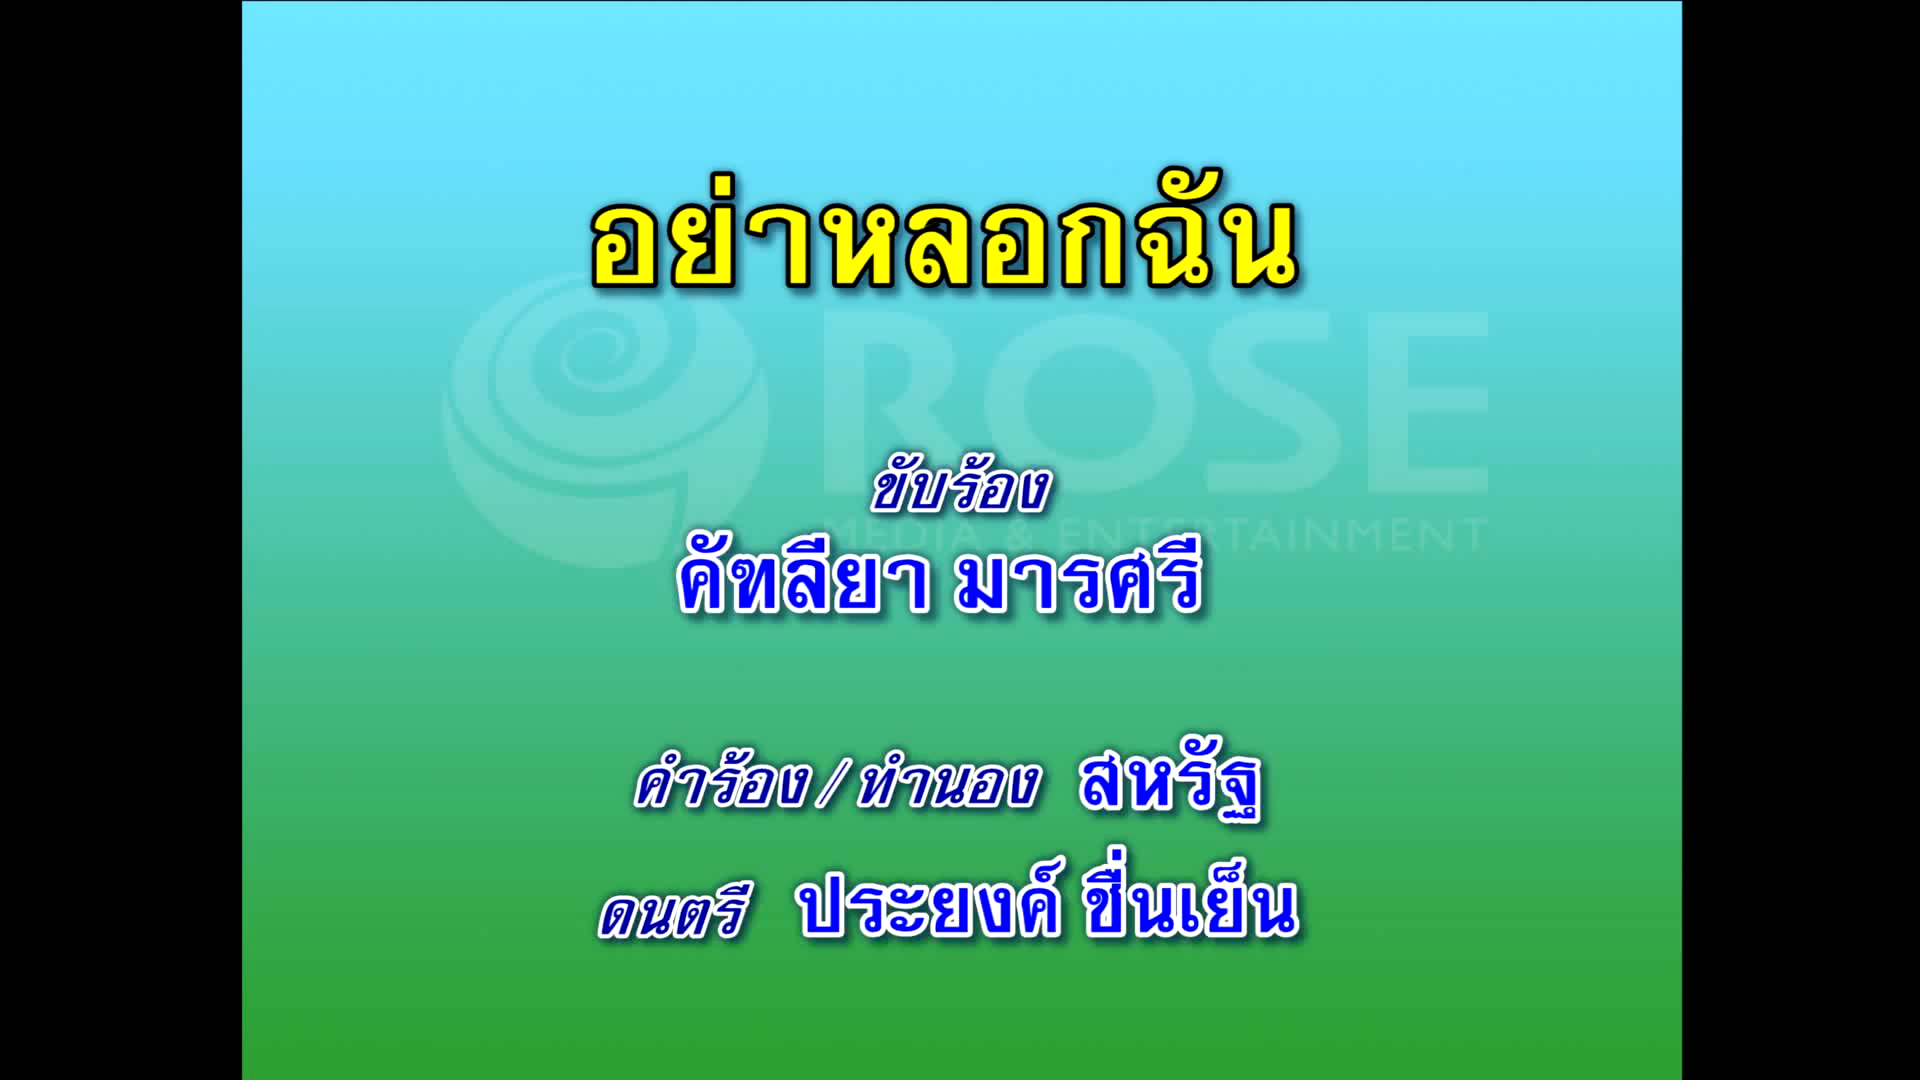 อย่าหลอกฉัน
ROSE
MEDIA & ENTERTAINMENT
ขับร้อง
คัฑลียา มารศรี
คำร้อง / ทำนอง สหรัฐ
ดนตรี ประยงค์ ชื่นเย็น